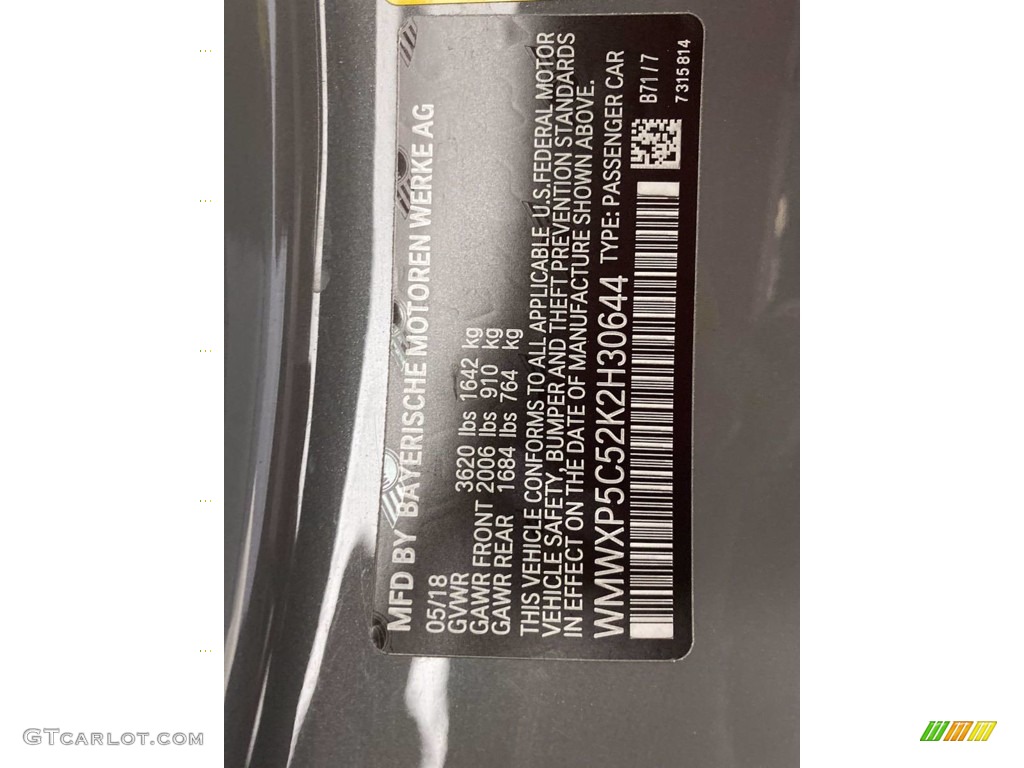 MFD BY BAYERISCHE MOTOREN WERKE AG
05/18
GVWR 3620 lbs 1642 kg
GAWR FRONT 2006 lbs 910 kg
GAWR REAR 1684 lbs 764 kg
THIS VEHICLE CONFORMS TO ALL APPLICABLE U.S.FEDERAL MOTOR
VEHICLE SAFETY, BUMPER AND THEFT PREVENTION STANDARDS
IN EFFECT ON THE DATE OF MANUFACTURE SHOWN ABOVE.
WMWXP5C52K2H30644 TYPE: PASSENGER CAR
B71/7
7315814
GTCARLOT.COM